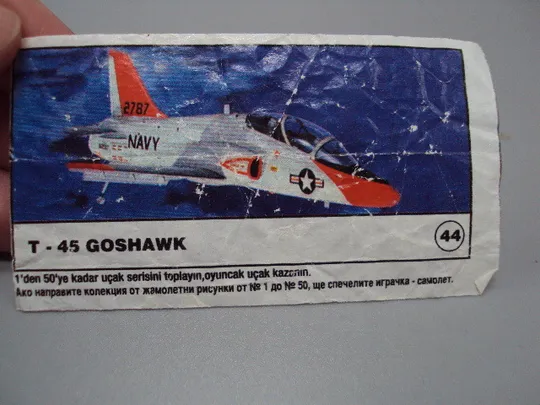 2787
NAVY
T - 45 GOSHAWK
44
1'den 50'ye kadar uçak serisini toplayın,oyuncak uçak kazanın.
Ако направите колекция от жамолетни рисунки от № 1 до № 50, ще спечелите играчка - самолет.